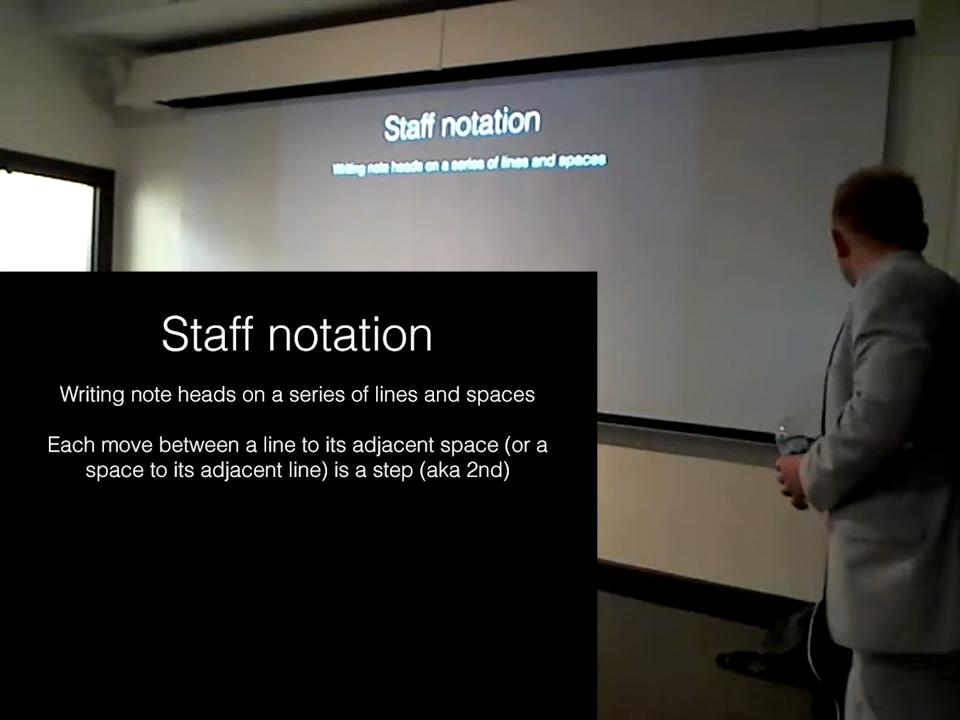 Staff notation
Writing note heads on a series of lines and spaces
Staff notation
Writing note heads on a series of lines and spaces
Each move between a line to its adjacent space (or a
space to its adjacent line) is a step (aka 2nd)